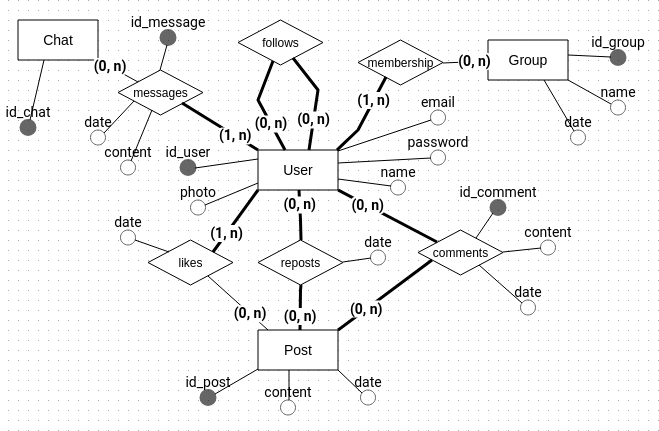 id_message
Chat
follows
id_group
(0, n)
membership
(0, n)
Group
messages
name
id_chat
(1, n)
email
date
(0, n)
(0, n)
date
(1, n)
password
content
id_user
User
name
photo
id_comment
(0, n)
(0, n)
date
(1, n)
content
date
comments
likes
reposts
date
(0, n)
(0, n)
(0, n)
Post
id_post
content
date